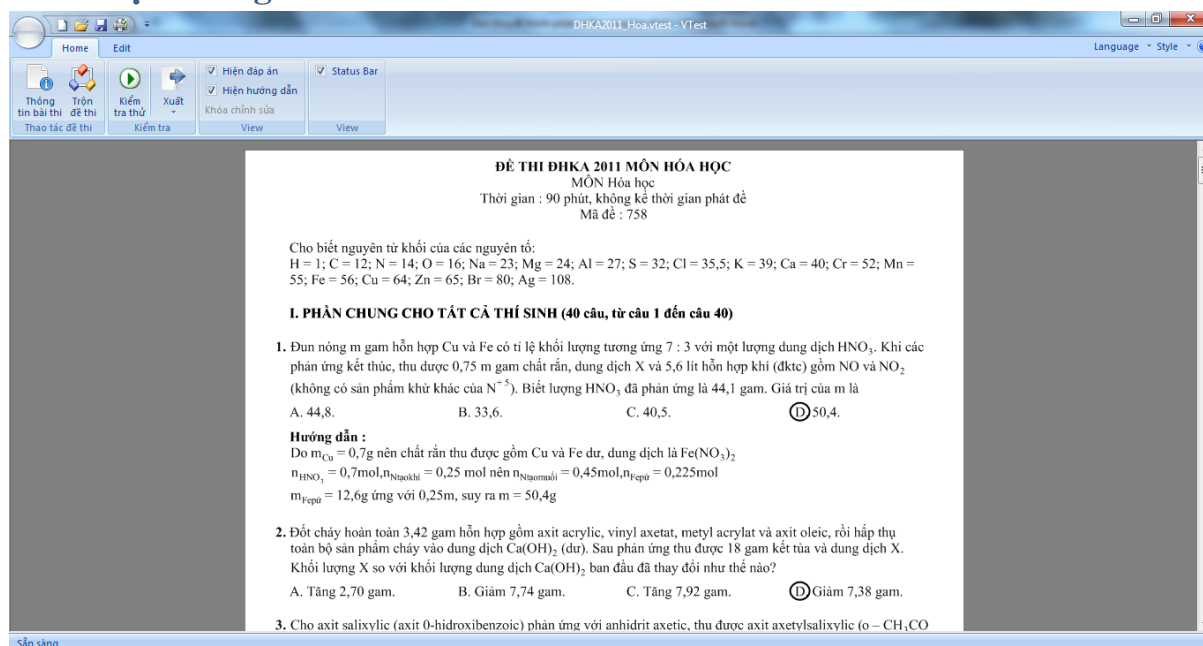 DHKA2011_Hoa.vtest - VTest
Home Edit
Language Style
Thông tin bài thi
Trộn đề thi
Kiểm tra thử
Xuất
Hiện đáp án
Hiện hướng dẫn
Khóa chỉnh sửa
Status Bar
Thao tác đề thi Kiểm tra View View
ĐỀ THI ĐHKA 2011 MÔN HÓA HỌC
MÔN Hóa học
Thời gian : 90 phút, không kể thời gian phát đề
Mã đề : 758
Cho biết nguyên tử khối của các nguyên tố:
H = 1; C = 12; N = 14; O = 16; Na = 23; Mg = 24; Al = 27; S = 32; Cl = 35,5; K = 39; Ca = 40; Cr = 52; Mn =
55; Fe = 56; Cu = 64; Zn = 65; Br = 80; Ag = 108.
I. PHẦN CHUNG CHO TẤT CẢ THÍ SINH (40 câu, từ câu 1 đến câu 40)
1. Đun nóng m gam hỗn hợp Cu và Fe có tỉ lệ khối lượng tương ứng 7 : 3 với một lượng dung dịch HNO₃. Khi các
phản ứng kết thúc, thu được 0,75 m gam chất rắn, dung dịch X và 5,6 lít hỗn hợp khí (đktc) gồm NO và NO₂
(không có sản phẩm khử khác của N⁺⁵). Biết lượng HNO₃ đã phản ứng là 44,1 gam. Giá trị của m là
A. 44,8. B. 33,6. C. 40,5. D 50,4.
Hướng dẫn :
Do m_Cu = 0,7g nên chất rắn thu được gồm Cu và Fe dư, dung dịch là Fe(NO₃)₂
n_HNO₃ = 0,7mol,n_Ntạokhí = 0,25 mol nên n_Ntạomuối = 0,45mol,n_Fepứ = 0,225mol
m_Fepứ = 12,6g ứng với 0,25m, suy ra m = 50,4g
2. Đốt cháy hoàn toàn 3,42 gam hỗn hợp gồm axit acrylic, vinyl axetat, metyl acrylat và axit oleic, rồi hấp thụ
toàn bộ sản phẩm cháy vào dung dịch Ca(OH)₂ (dư). Sau phản ứng thu được 18 gam kết tủa và dung dịch X.
Khối lượng X so với khối lượng dung dịch Ca(OH)₂ ban đầu đã thay đổi như thế nào?
A. Tăng 2,70 gam. B. Giảm 7,74 gam. C. Tăng 7,92 gam. D Giảm 7,38 gam.
3. Cho axit salixylic (axit 0-hidroxibenzoic) phản ứng với anhidrit axetic, thu được axit axetylsalixylic (o – CH₃CO
Sẵn sàng